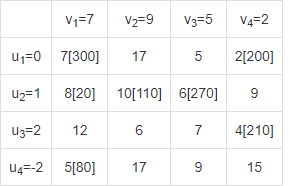 v1=7 v2=9 v3=5 v4=2
u1=0 7[300] 17 5 2[200]
u2=1 8[20] 10[110] 6[270] 9
u3=2 12 6 7 4[210]
u4=-2 5[80] 17 9 15